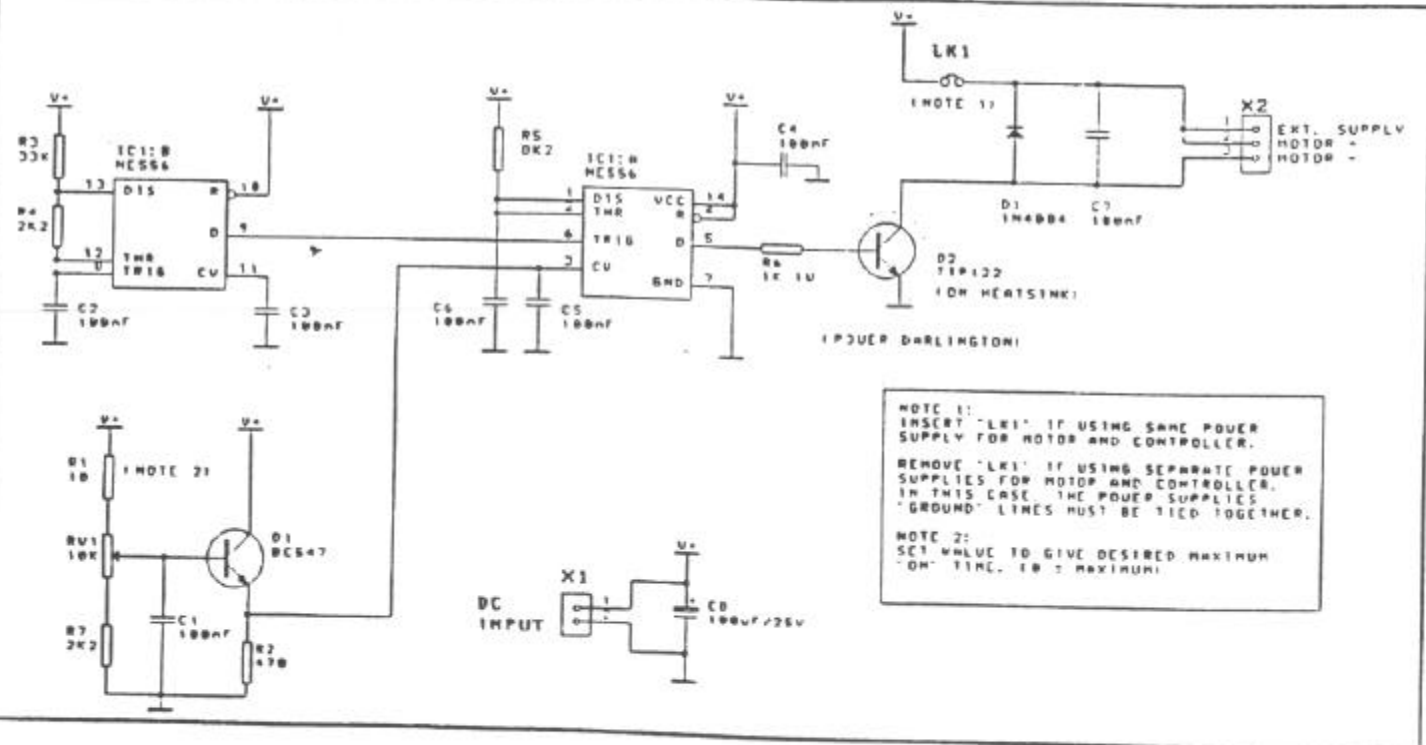 V+
LK1
(NOTE 1)
X2
EXT. SUPPLY
MOTOR +
MOTOR -
D1
1N4004
C7
100nF
V+
R3
33K
R4
2K2
V+
IC1:B
NE556
13
DIS
R
10
O
9
12
THR
TRIG
CV
11
C2
100nF
C3
100nF
V+
R5
8K2
IC1:A
NE556
V+
C4
100nF
1
DIS
2
THR
VCC
14
R
6
TRIG
O
5
3
CV
GND
7
C6
100nF
C5
100nF
R6
1K 1W
Q2
TIP122
(ON HEATSINK)
(POWER DARLINGTON)
V+
R1
(NOTE 2)
RV1
10K
R7
2K2
V+
Q1
BC547
C1
100nF
R2
470
X1
DC
INPUT
1
2
V+
+
C8
100uF/25V
NOTE 1:
INSERT "LK1" IF USING SAME POWER
SUPPLY FOR MOTOR AND CONTROLLER.
REMOVE "LK1" IF USING SEPARATE POWER
SUPPLIES FOR MOTOR AND CONTROLLER.
IN THIS CASE, THE POWER SUPPLIES
"GROUND" LINES MUST BE TIED TOGETHER.
NOTE 2:
SET VALUE TO GIVE DESIRED MAXIMUM
"ON" TIME. (0 = MAXIMUM)